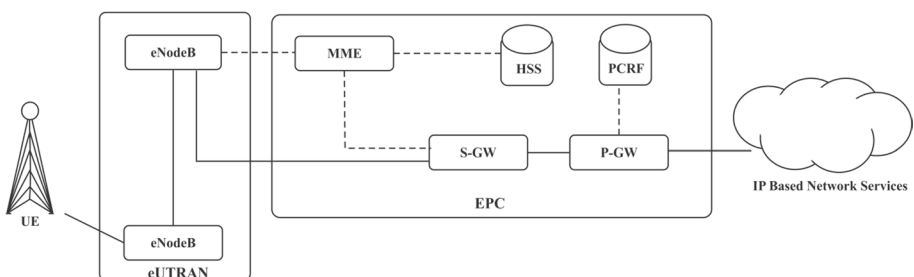 eNodeB
MME
HSS
PCRF
S-GW
P-GW
IP Based Network Services
EPC
UE
eNodeB
eUTRAN